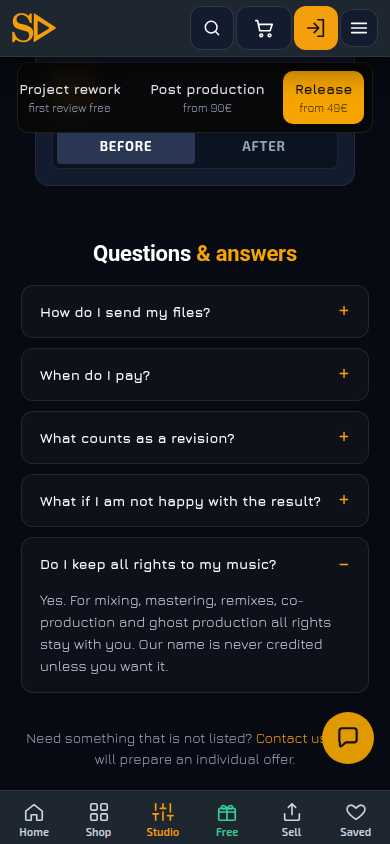 Project rework
first review free
Post production
from 90€
Release
from 49€
BEFORE
AFTER
Questions & answers
How do I send my files?
When do I pay?
What counts as a revision?
What if I am not happy with the result?
Do I keep all rights to my music?
Yes. For mixing, mastering, remixes, co-
production and ghost production all rights
stay with you. Our name is never credited
unless you want it.
Need something that is not listed? Contact us
will prepare an individual offer.
Home
Shop
Studio
Free
Sell
Saved